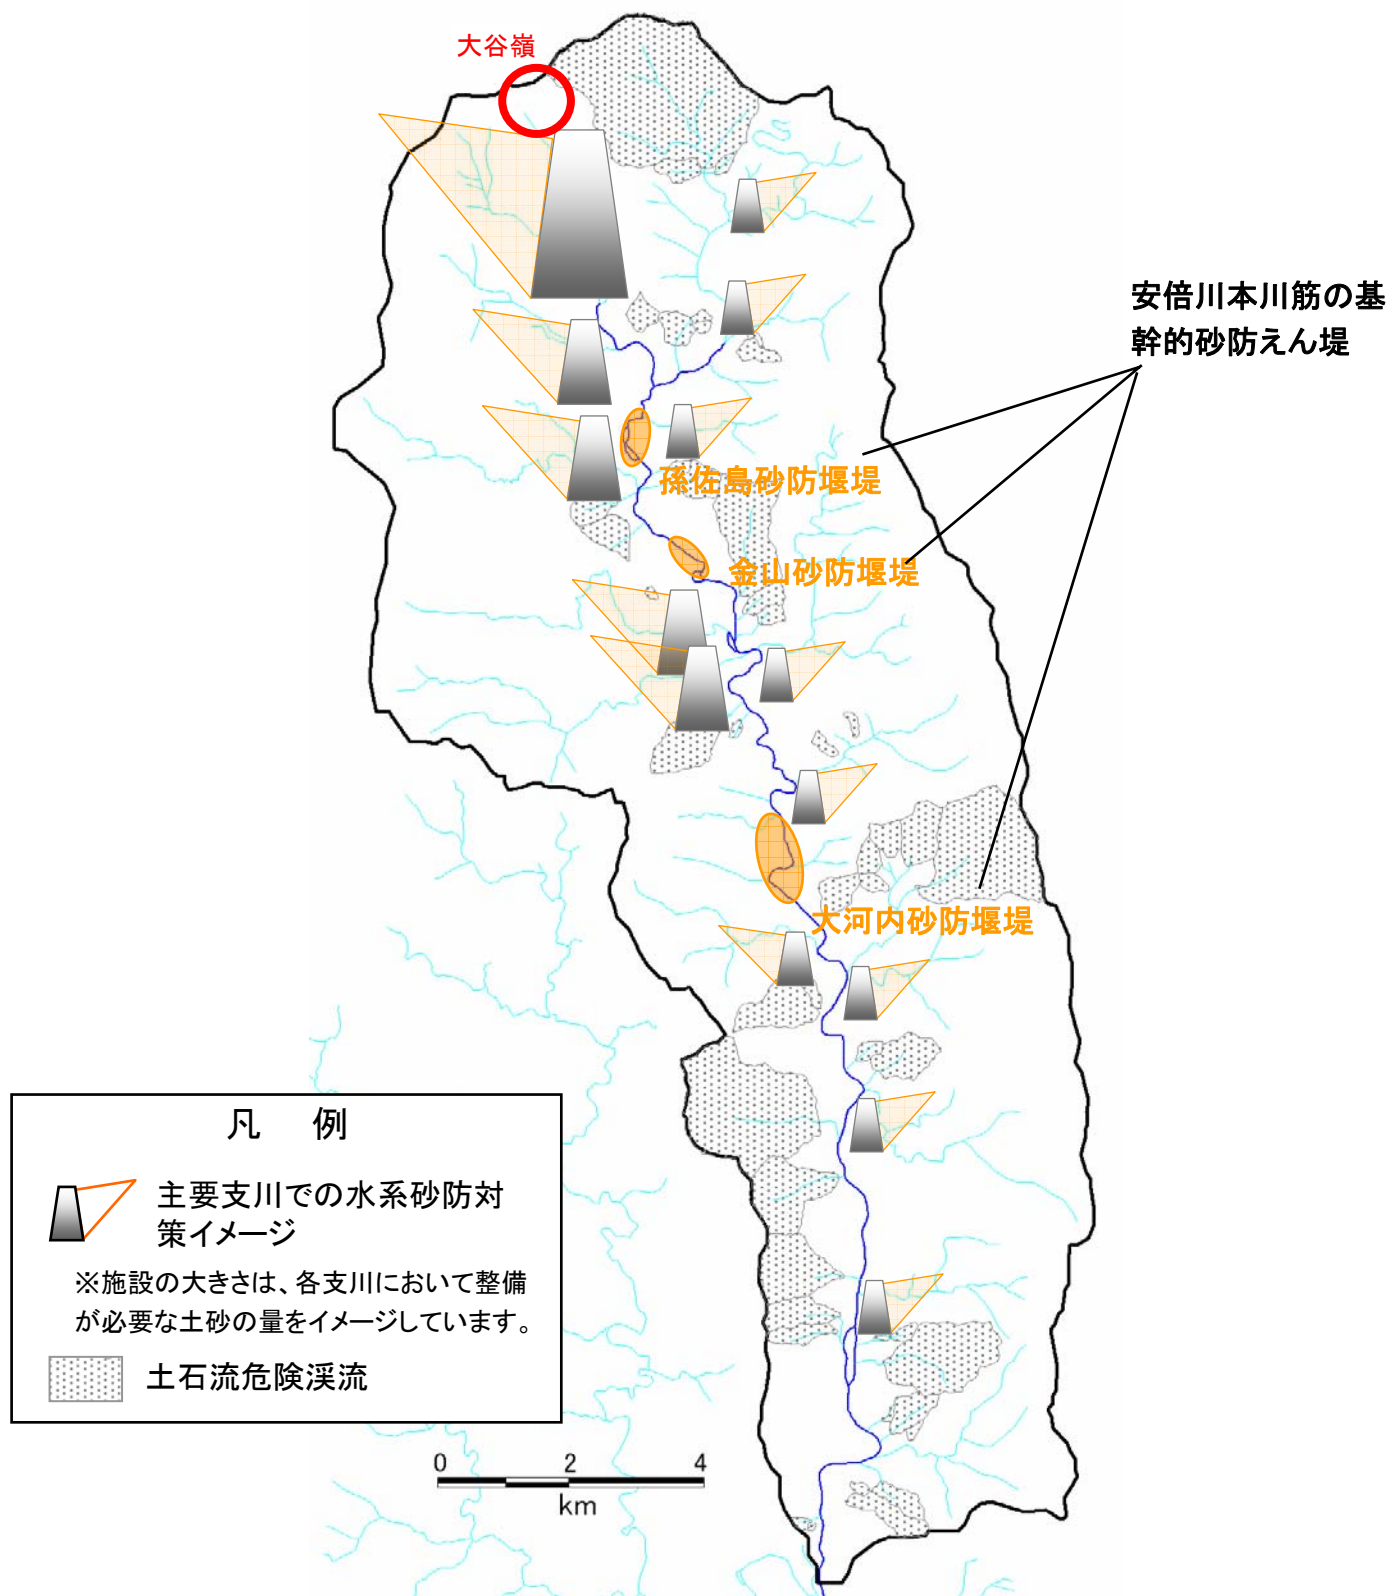 大谷嶺
安倍川本川筋の基
幹的砂防えん堤
孫佐島砂防堰堤
金山砂防堰堤
大河内砂防堰堤
凡 例
主要支川での水系砂防対
策イメージ
※施設の大きさは、各支川において整備
が必要な土砂の量をイメージしています。
土石流危険渓流
0 2 4
km